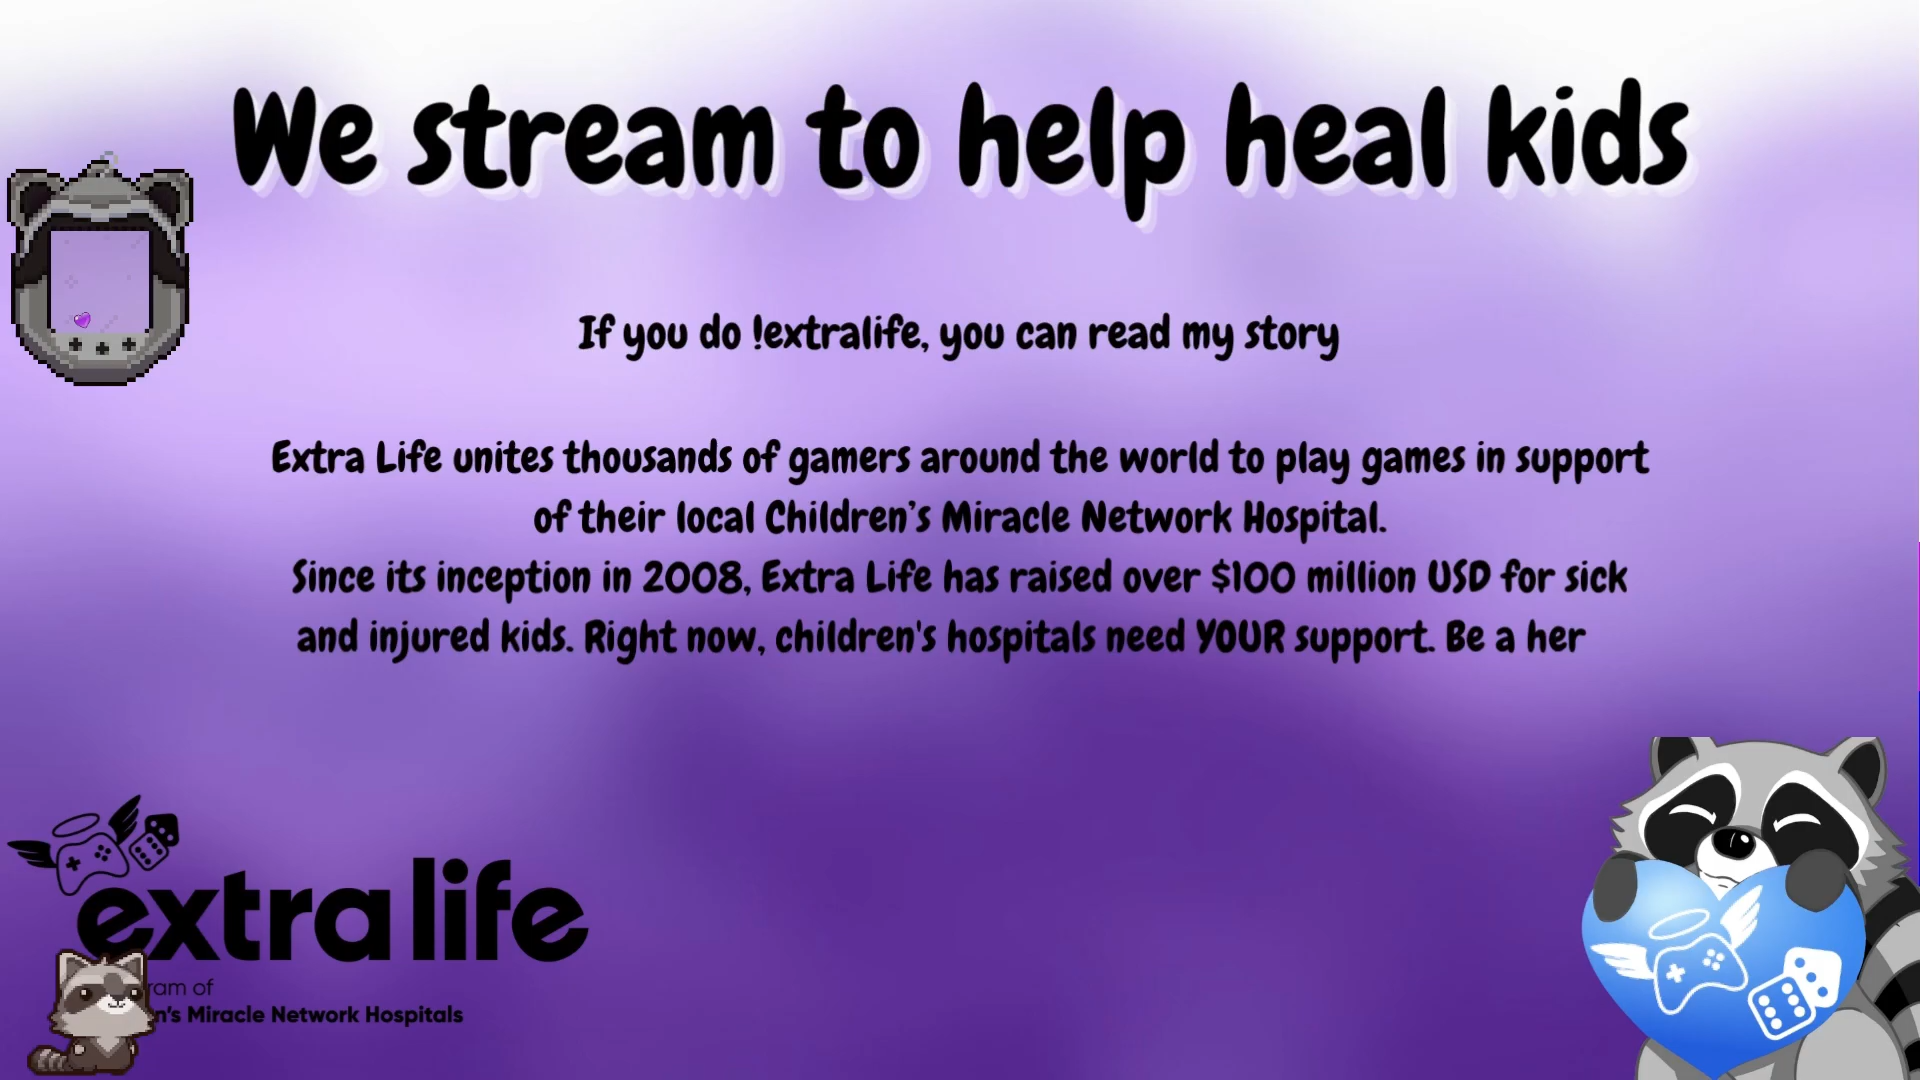 We stream to help heal kids
If you do !extralife, you can read my story
Extra Life unites thousands of gamers around the world to play games in support
of their local Children’s Miracle Network Hospital.
Since its inception in 2008, Extra Life has raised over $100 million USD for sick
and injured kids. Right now, children's hospitals need YOUR support. Be a her
extra life
ram of
n's Miracle Network Hospitals